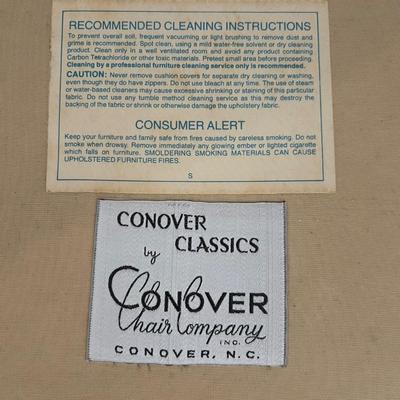 RECOMMENDED CLEANING INSTRUCTIONS
To prevent overall soil, frequent vacuuming or light brushing to remove dust and
grime is recommended. Spot clean, using a mild water-free solvent or dry cleaning
product. Clean only in a well ventilated room and avoid any product containing
Carbon Tetrachloride or other toxic materials. Pretest small area before proceeding.
Cleaning by a professional furniture cleaning service only is recommended.
CAUTION: Never remove cushion covers for separate dry cleaning or washing,
even though they do have zippers. Do not use bleach at any time. The use of steam
or water-based cleaners may cause excessive shrinking or staining of this particular
fabric. Do not use any tumble method cleaning service as this may destroy the
backing of the fabric or shrink or otherwise damage the upholstery fabric.
CONSUMER ALERT
Keep your furniture and family safe from fires caused by careless smoking. Do not
smoke when drowsy. Remove immediately any glowing ember or lighted cigarette
which falls on furniture. SMOLDERING SMOKING MATERIALS CAN CAUSE
UPHOLSTERED FURNITURE FIRES.
S
CONOVER
CLASSICS
by
CONOVER
Chair Company
INC.
CONOVER, N.C.